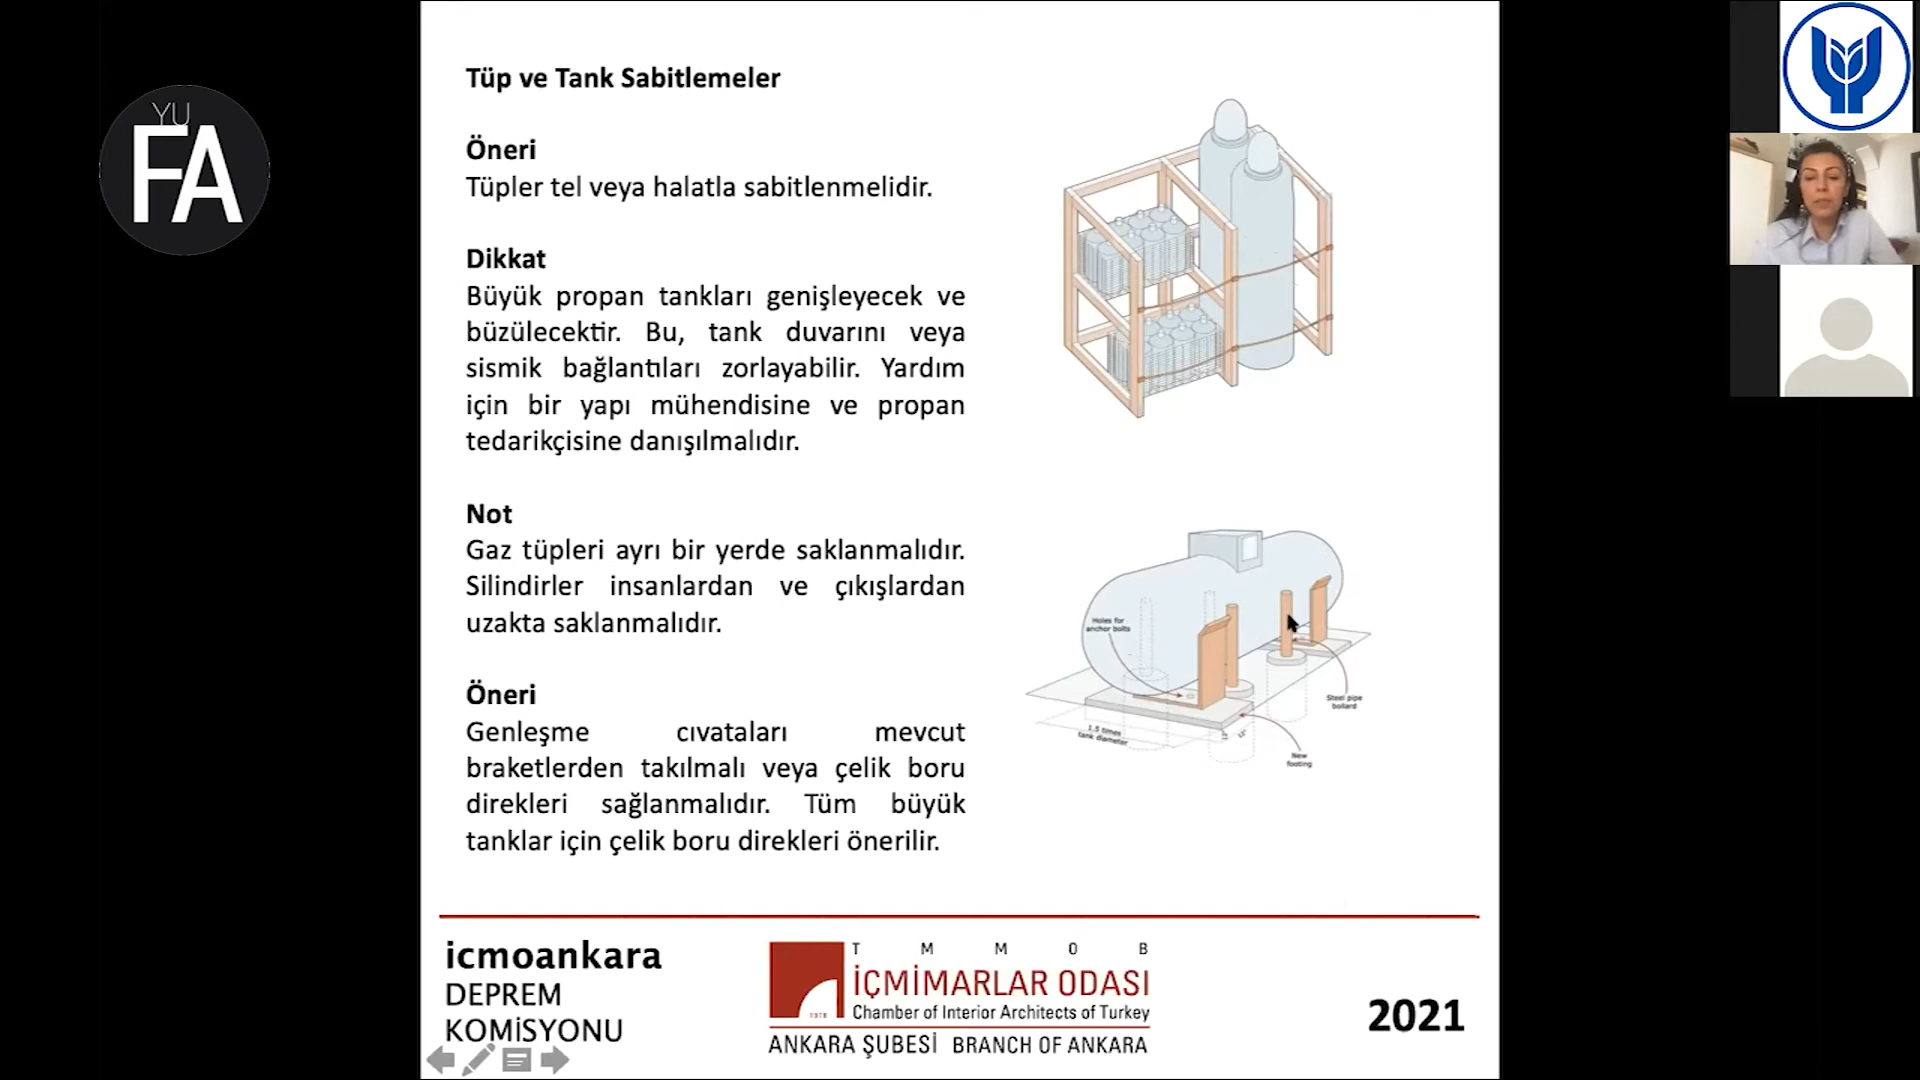 YU
FA
Tüp ve Tank Sabitlemeler
Öneri
Tüpler tel veya halatla sabitlenmelidir.
Dikkat
Büyük propan tankları genişleyecek ve
büzülecektir. Bu, tank duvarını veya
sismik bağlantıları zorlayabilir. Yardım
için bir yapı mühendisine ve propan
tedarikçisine danışılmalıdır.
Not
Gaz tüpleri ayrı bir yerde saklanmalıdır.
Silindirler insanlardan ve çıkışlardan
uzakta saklanmalıdır.
Öneri
Genleşme cıvataları mevcut
braketlerden takılmalı veya çelik boru
direkleri sağlanmalıdır. Tüm büyük
tanklar için çelik boru direkleri önerilir.
Holes for
anchor bolts
Steel pipe
bollard
1.5 times
tank diameter
New
footing
icmoankara
DEPREM
KOMİSYONU
T M M O B
İÇMİMARLAR ODASI
Chamber of Interior Architects of Turkey
ANKARA ŞUBESİ BRANCH OF ANKARA
2021